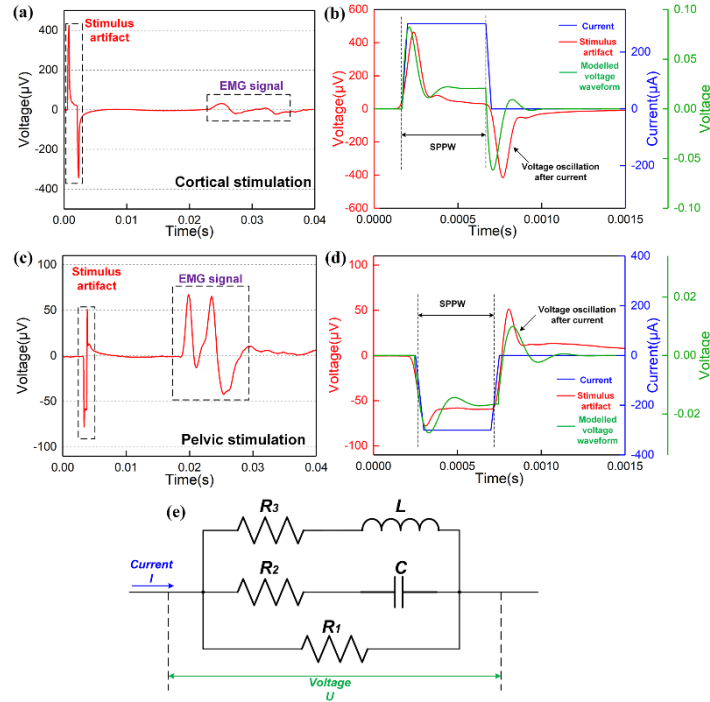 (a)
Stimulus
artifact
EMG signal
Cortical stimulation
Voltage(µV)
400
200
0
-200
-400
0.00 0.01 0.02 0.03 0.04
Time(s)
(b)
Current
Stimulus
artifact
Modelled
voltage
waveform
SPPW
Voltage oscillation
after current
Voltage(µV)
600
400
200
0
-200
-400
-600
Current(µA)
200
0
-200
Voltage
0.10
0.05
0.00
-0.05
-0.10
0.0000 0.0005 0.0010 0.0015
Time(s)
(c)
Stimulus
artifact
EMG signal
Pelvic stimulation
Voltage(µV)
100
50
0
-50
-100
0.00 0.01 0.02 0.03 0.04
Time(s)
(d)
SPPW
Voltage oscillation
after current
Current
Stimulus
artifact
Modelled
voltage
waveform
Voltage(µV)
100
50
0
-50
-100
Current(µA)
400
200
0
-200
-400
Voltage
0.02
0.00
-0.02
0.0000 0.0005 0.0010 0.0015
Time(s)
(e)
R3 L
R2 C
R1
Current
I
Voltage
U